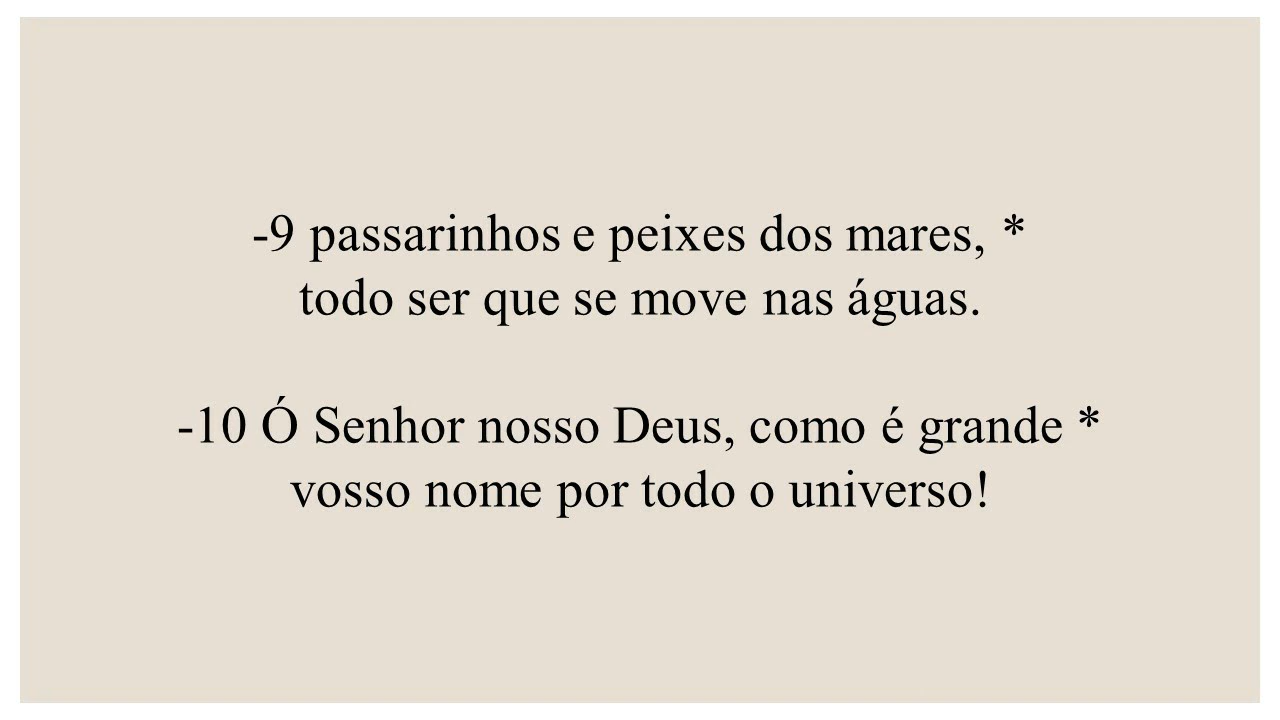 -9 passarinhos e peixes dos mares, *
todo ser que se move nas águas.
-10 Ó Senhor nosso Deus, como é grande *
vosso nome por todo o universo!